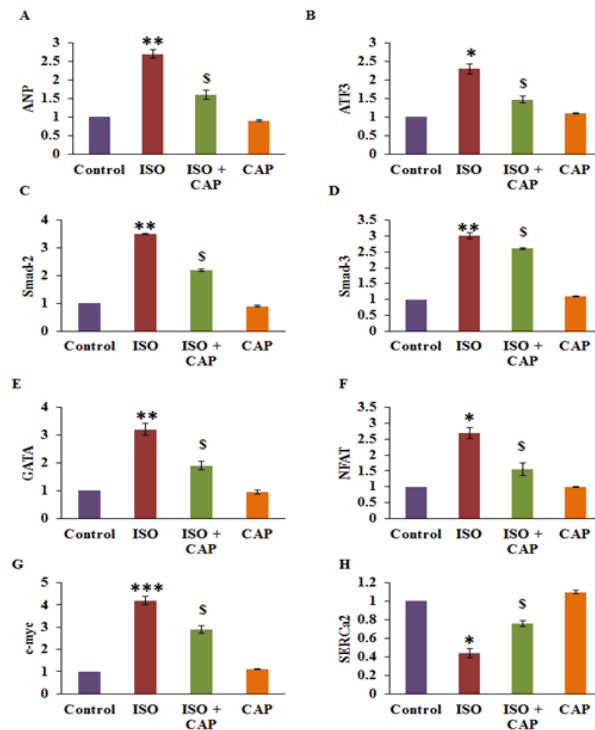 A
ANP
3
2.5
2
1.5
1
0.5
0
**
$
Control ISO ISO + CAP
CAP
B
ATF3
3
2.5
2
1.5
1
0.5
0
*
$
Control ISO ISO + CAP
CAP
C
Smad-2
4
3
2
1
0
**
$
Control ISO ISO + CAP
CAP
D
Smad-3
3.5
3
2.5
2
1.5
1
0.5
0
**
$
Control ISO ISO + CAP
CAP
E
GATA
4
3
2
1
0
**
$
Control ISO ISO + CAP
CAP
F
NFAT
3.5
3
2.5
2
1.5
1
0.5
0
*
$
Control ISO ISO + CAP
CAP
G
c-myc
5
4
3
2
1
0
***
$
Control ISO ISO + CAP
CAP
H
SERCa2
1.2
1
0.8
0.6
0.4
0.2
0
*
$
Control ISO ISO + CAP
CAP